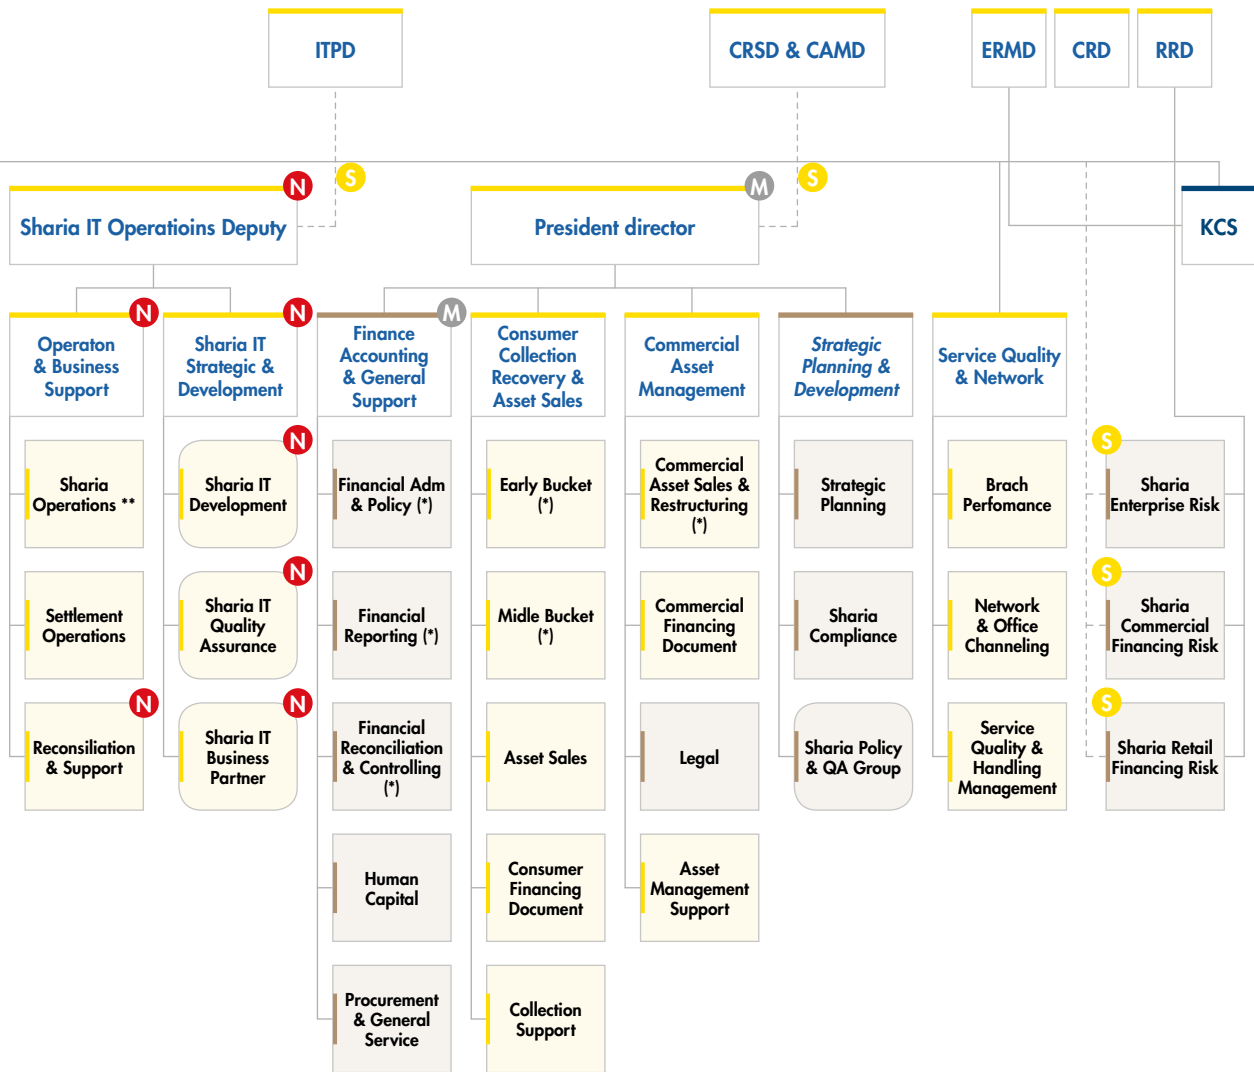 ITPD
CRSD & CAMD
ERMD
CRD
RRD
N
S
M
S
Sharia IT Operatioins Deputy
President director
KCS
N
N
M
Operaton
& Business
Support
Sharia IT
Strategic &
Development
Finance
Accounting
& General
Support
Consumer
Collection
Recovery &
Asset Sales
Commercial
Asset
Management
Strategic
Planning &
Development
Service Quality
& Network
N
S
Sharia
Operations **
Sharia IT
Development
Financial Adm
& Policy (*)
Early Bucket
(*)
Commercial
Asset Sales &
Restructuring
(*)
Strategic
Planning
Brach
Perfomance
Sharia
Enterprise Risk
N
S
Settlement
Operations
Sharia IT
Quality
Assurance
Financial
Reporting (*)
Midle Bucket
(*)
Commercial
Financing
Document
Sharia
Compliance
Network
& Office
Channeling
Sharia
Commercial
Financing Risk
N
N
S
Reconsiliation
& Support
Sharia IT
Business
Partner
Financial
Reconciliation
& Controlling
(*)
Asset Sales
Legal
Sharia Policy
& QA Group
Service
Quality &
Handling
Management
Sharia Retail
Financing Risk
Human
Capital
Consumer
Financing
Document
Asset
Management
Support
Procurement
& General
Service
Collection
Support